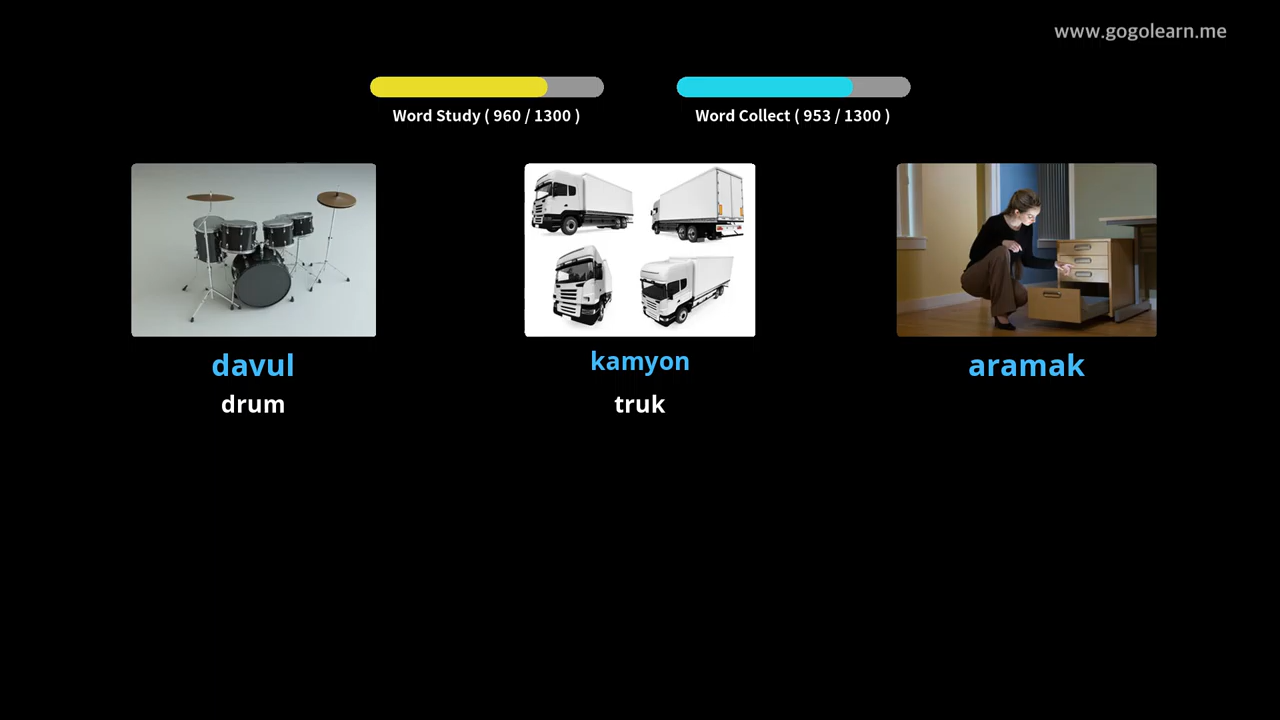 www.gogolearn.me
Word Study ( 960 / 1300 )
Word Collect ( 953 / 1300 )
davul
drum
kamyon
truk
aramak